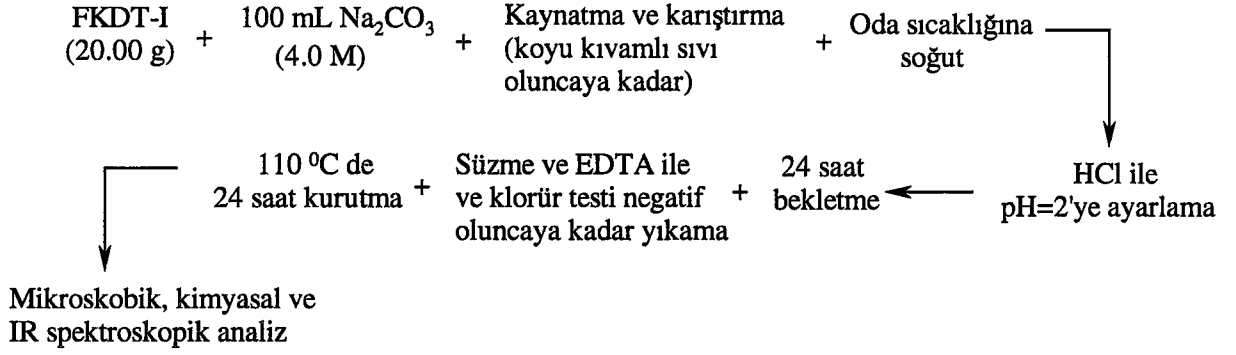 FKDT-I
(20.00 g)
+
100 mL Na₂CO₃
(4.0 M)
+
Kaynatma ve karıştırma
(koyu kıvamlı sıvı
oluncaya kadar)
+
Oda sıcaklığına
soğut
HCl ile
pH=2'ye ayarlama
24 saat
bekletme
+
Süzme ve EDTA ile
ve klorür testi negatif
oluncaya kadar yıkama
+
110 ⁰C de
24 saat kurutma
Mikroskobik, kimyasal ve
IR spektroskopik analiz